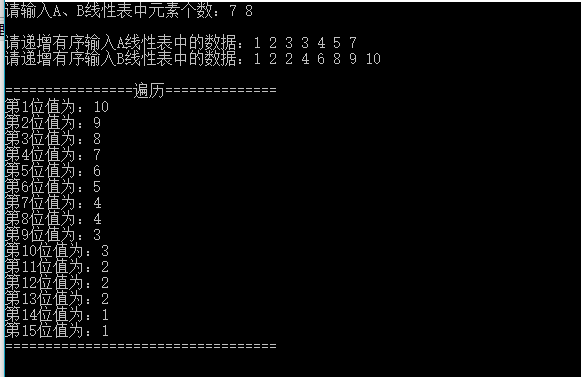 请输入A、B线性表中元素个数：7 8
请递增有序输入A线性表中的数据：1 2 3 3 4 5 7
请递增有序输入B线性表中的数据：1 2 2 4 6 8 9 10
================遍历==============
第1位值为：10
第2位值为：9
第3位值为：8
第4位值为：7
第5位值为：6
第6位值为：5
第7位值为：4
第8位值为：4
第9位值为：3
第10位值为：3
第11位值为：2
第12位值为：2
第13位值为：2
第14位值为：1
第15位值为：1
==================================